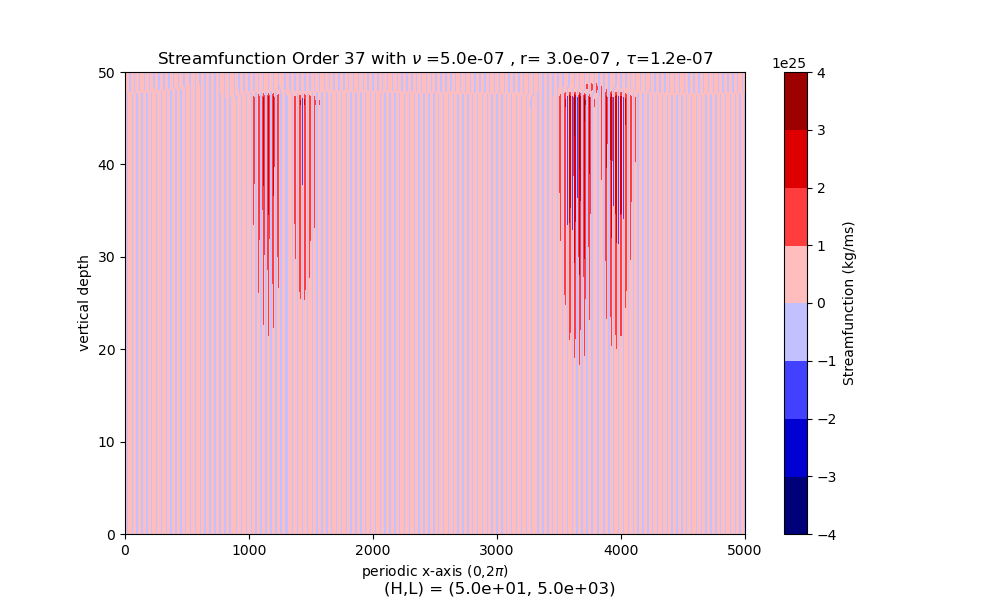 Streamfunction Order 37 with ν =5.0e-07 , r= 3.0e-07 , τ=1.2e-07
1e25
50
40
30
20
10
0
vertical depth
0 1000 2000 3000 4000 5000
periodic x-axis (0,2π)
(H,L) = (5.0e+01, 5.0e+03)
4
3
2
1
0
−1
−2
−3
−4
Streamfunction (kg/ms)